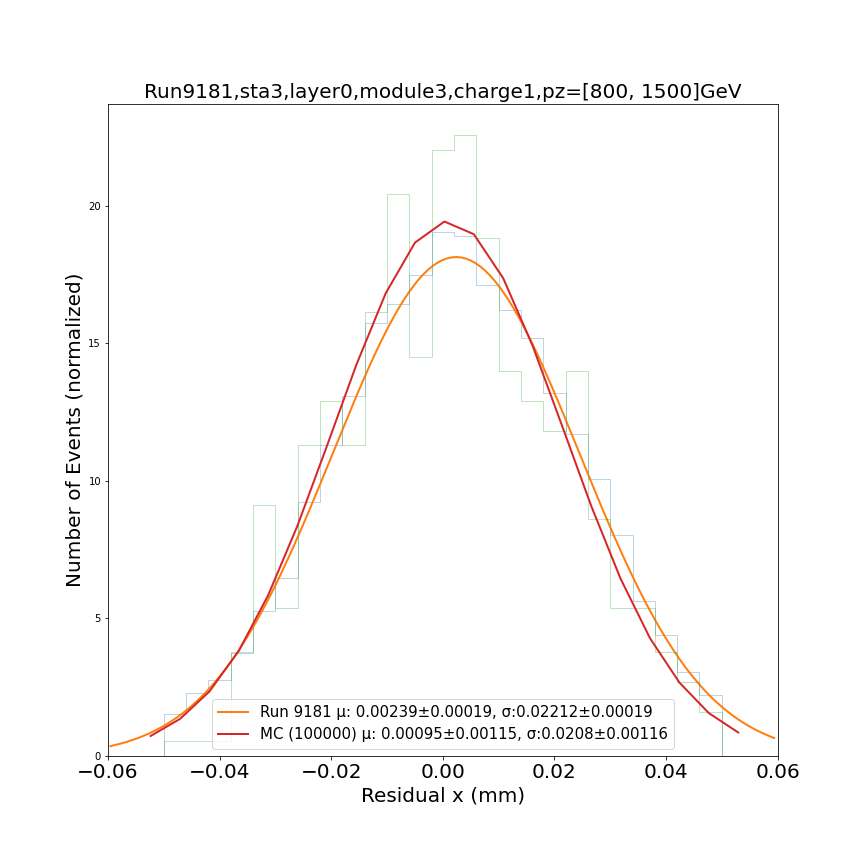 Run9181,sta3,layer0,module3,charge1,pz=[800, 1500]GeV
Number of Events (normalized)
20
15
10
5
0
Run 9181 μ: 0.00239±0.00019, σ:0.02212±0.00019
MC (100000) μ: 0.00095±0.00115, σ:0.0208±0.00116
−0.06 −0.04 −0.02 0.00 0.02 0.04 0.06
Residual x (mm)